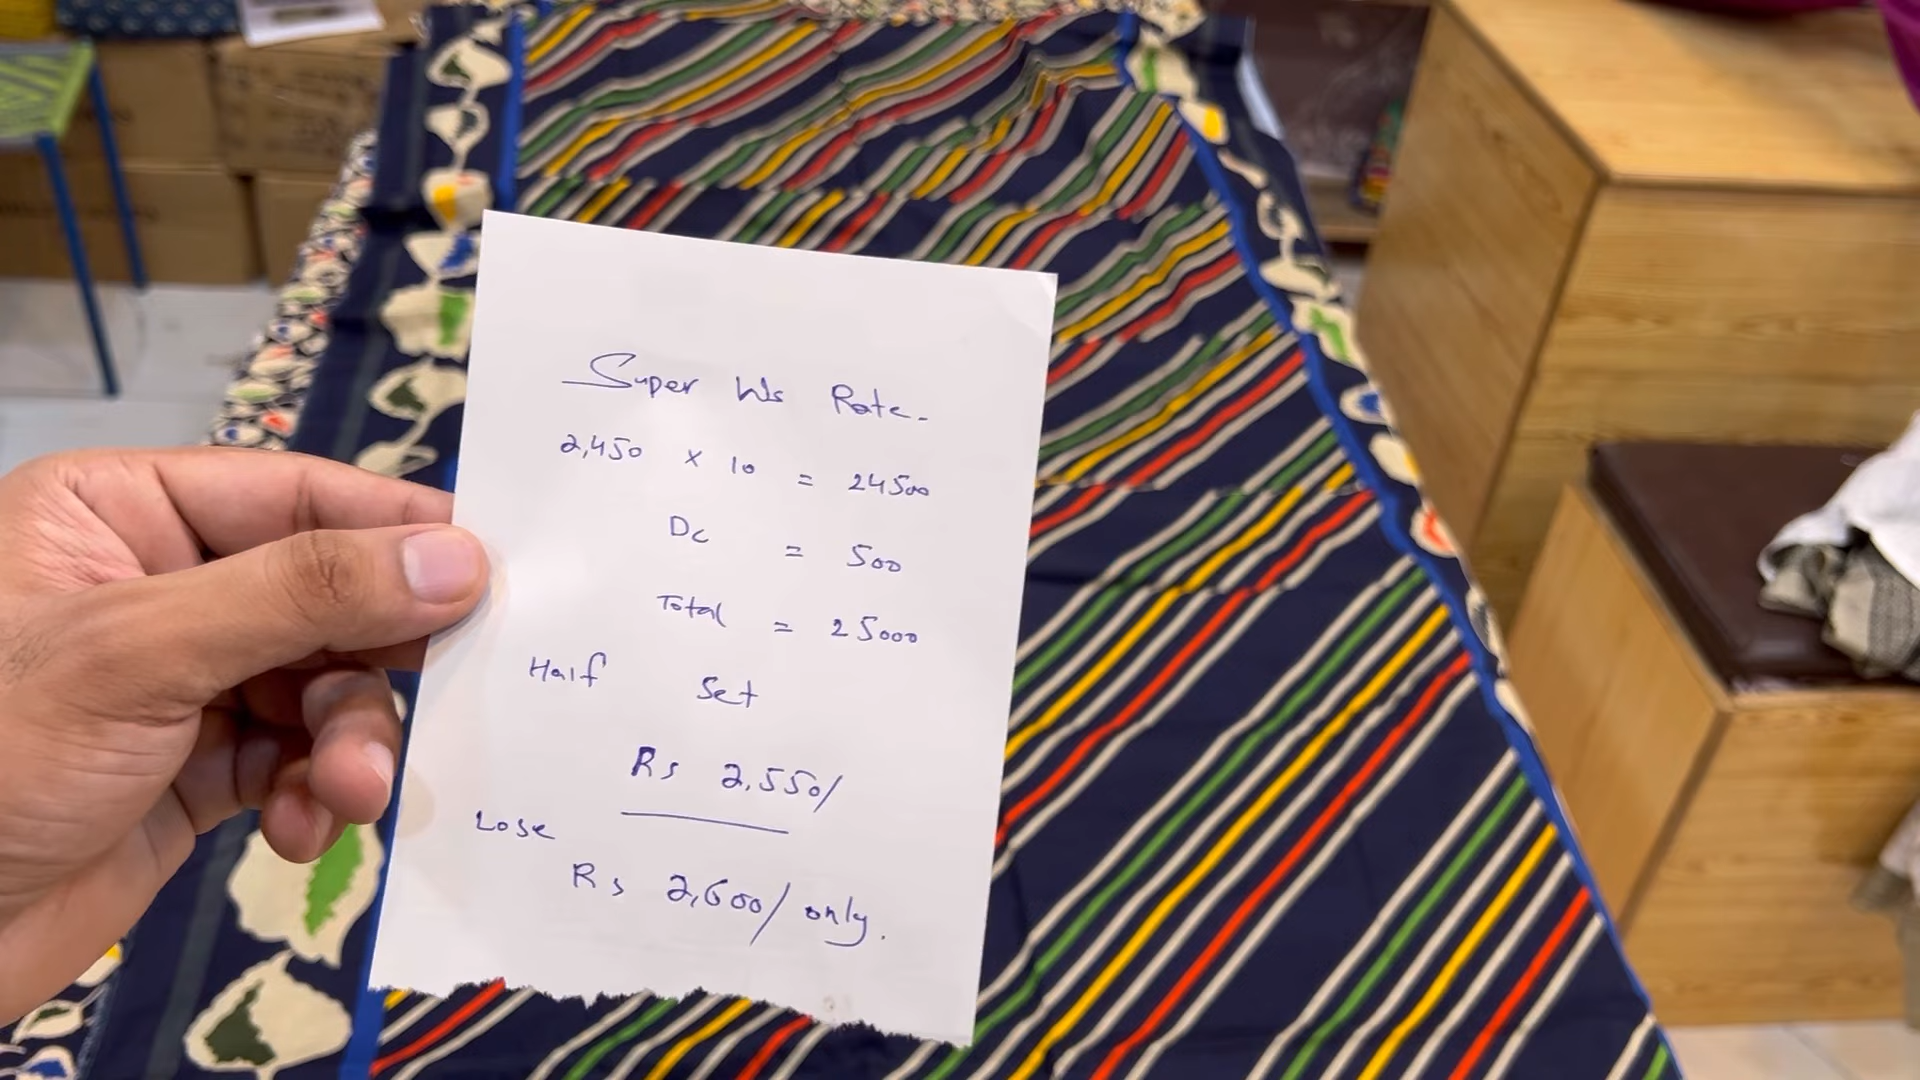 Super Ws Rate.
2,450 x 10 = 24500
Dc = 500
Total = 25000
Half Set
Rs 2,550/
Lose
Rs 2,600/ only.